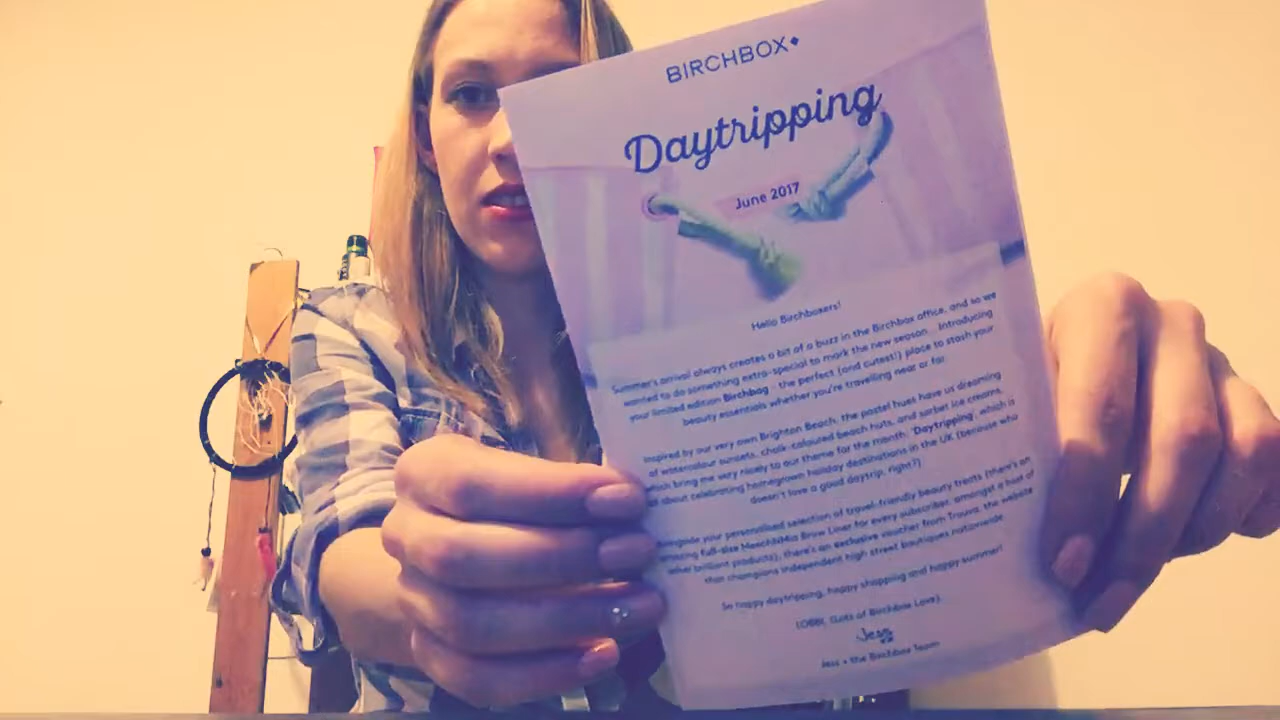 BIRCHBOX
Daytripping
June 2017
Hello Birchboxers!
Summer's arrival always creates a bit of a buzz in the Birchbox office, and so we
wanted to do something extra-special to mark the new season. Introducing
your limited edition Birchbag - the perfect (and cutest!) place to stash your
beauty essentials whether you're travelling near or far.
Inspired by our very own Brighton Beach, the pastel hues have us dreaming
of watercolour sunsets, chalk-coloured beach huts, and sorbet ice creams,
which bring me very nicely to our theme for the month: 'Daytripping', which is
all about celebrating homegrown holiday destinations in the UK (because who
doesn't love a good daytrip, right?)
your personalised selection of travel-friendly beauty treats (there's an
full-size Mesc&Mia Brow Liner for every subscriber, amongst a host of
other brilliant products), there's an exclusive voucher from Trouva, the website
that champions independent high street boutiques nationwide.
So happy daytripping, happy shopping and happy summer!
LOBBL (Lots of Birchbox Love),
Jess
Jess + the Birchbox Team